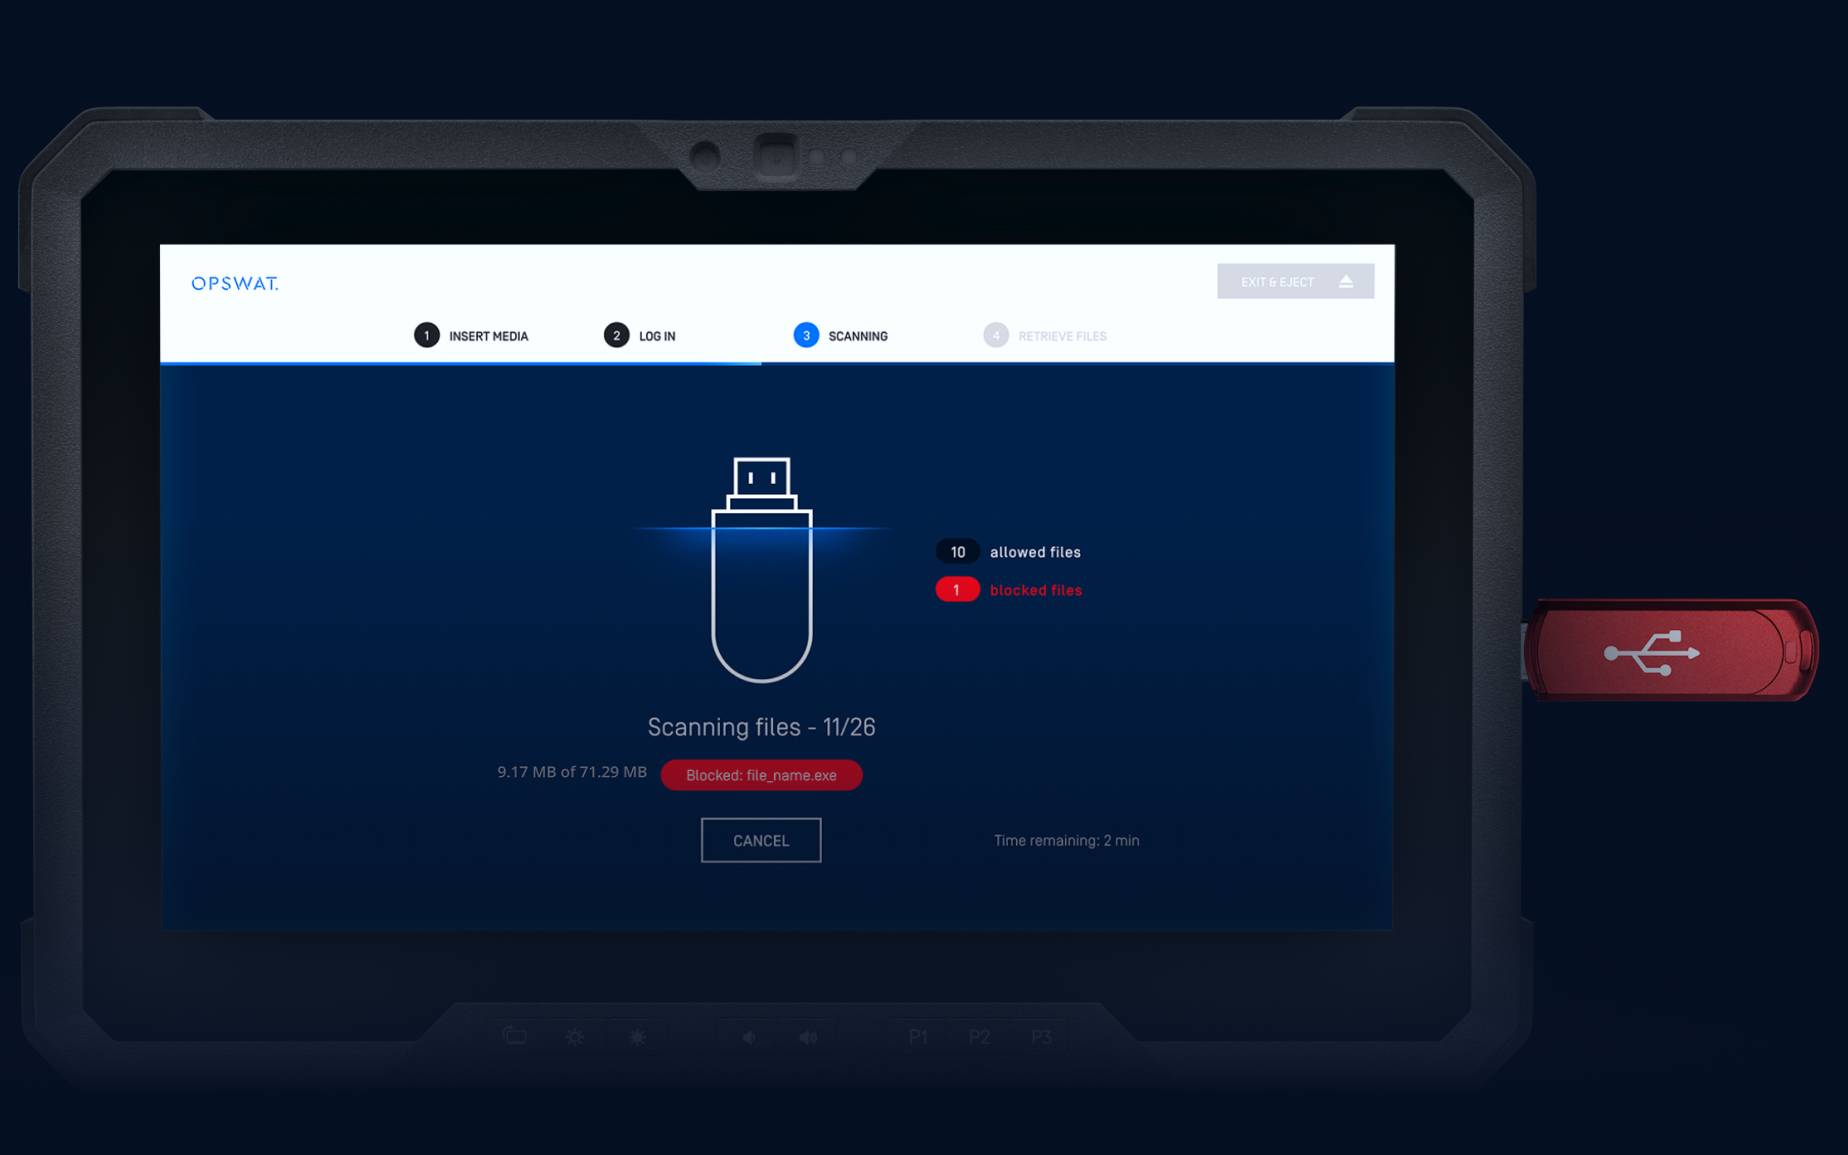 OPSWAT.
EXIT & EJECT
1 INSERT MEDIA
2 LOG IN
3 SCANNING
4 RETRIEVE FILES
10 allowed files
1 blocked files
Scanning files - 11/26
9.17 MB of 71.29 MB
Blocked: file_name.exe
CANCEL
Time remaining: 2 min
P1 P2 P3